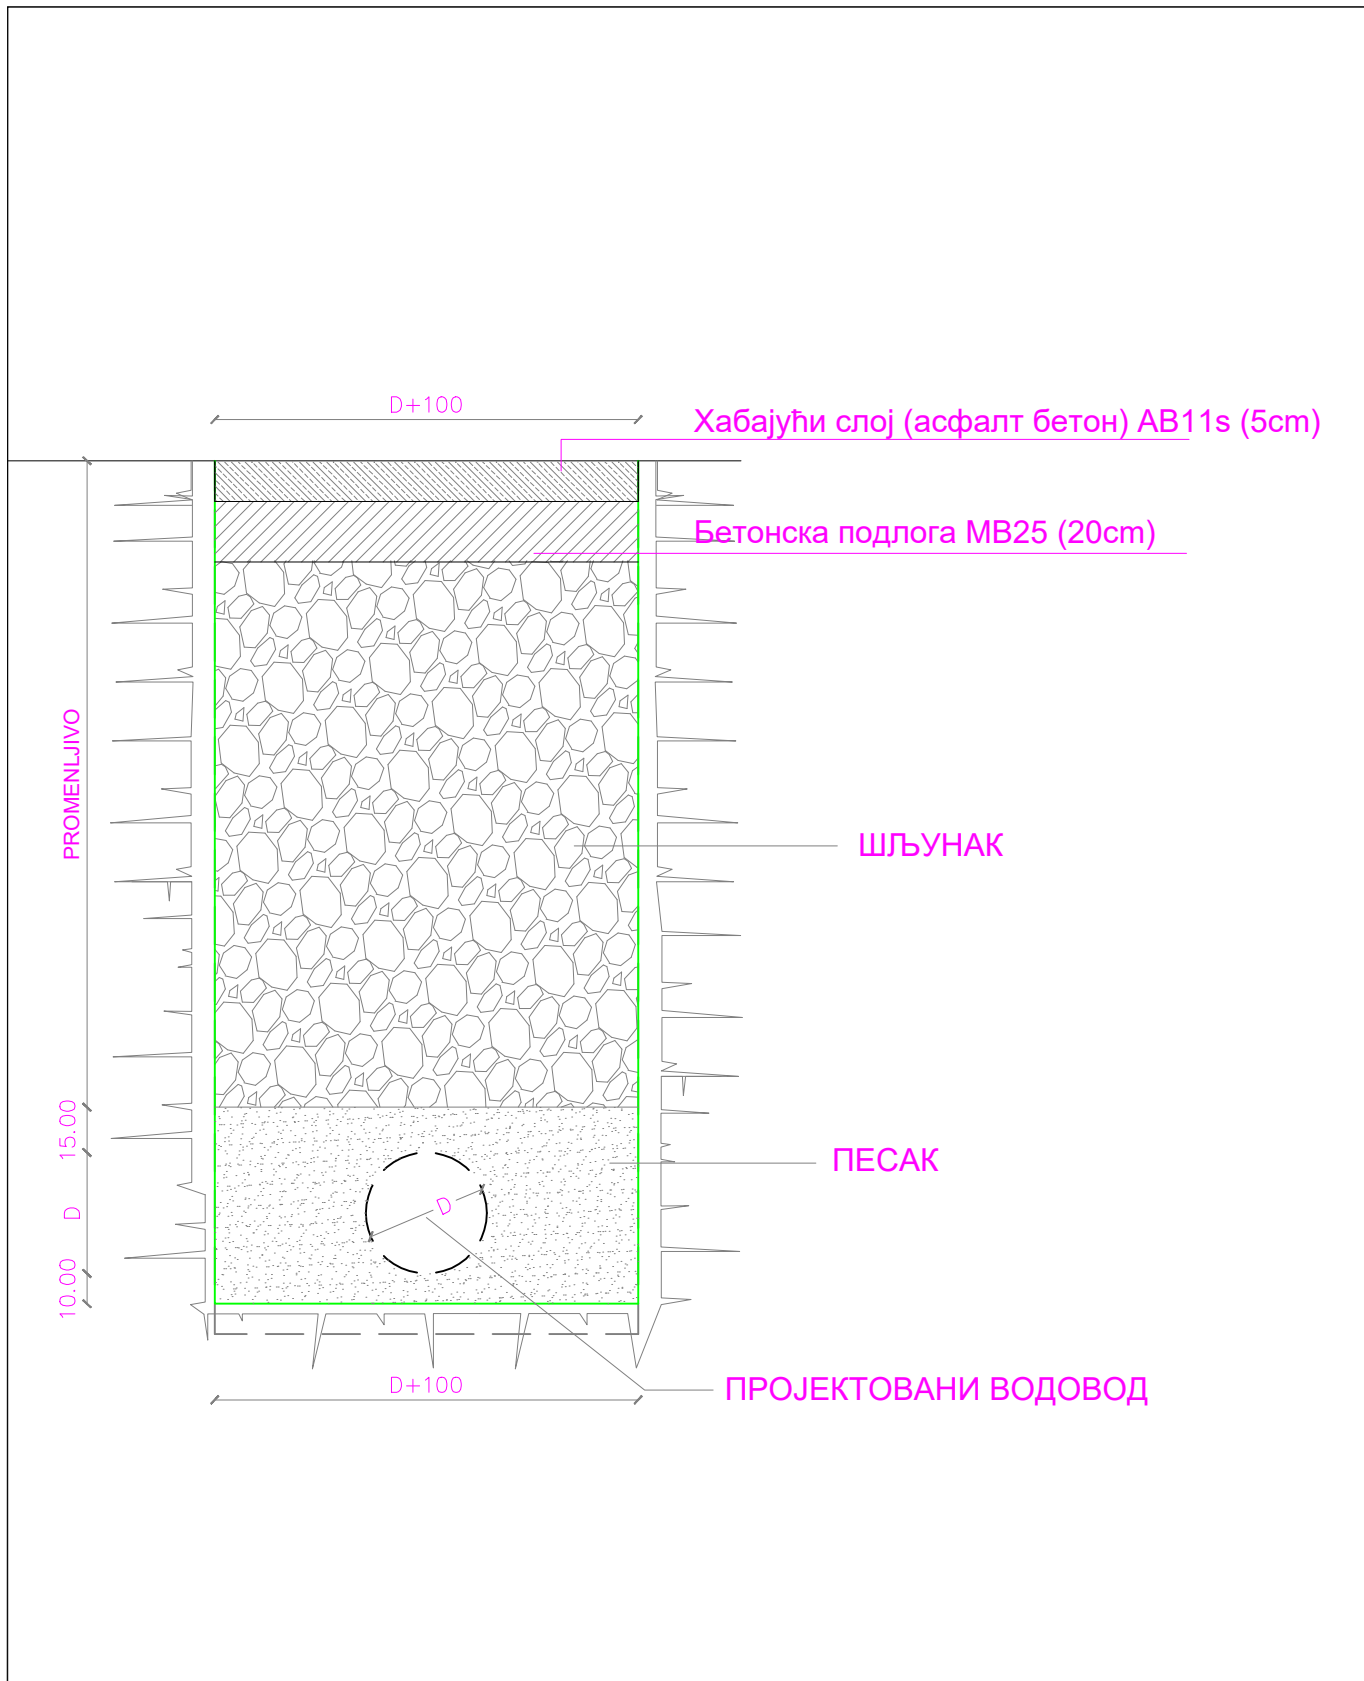 D+100
Хабајући слој (асфалт бетон) AB11s (5cm)
Бетонска подлога МВ25 (20cm)
PROMENLJIVO
ШЉУНАК
15.00
ПЕСАК
D
D
10.00
D+100
ПРОЈЕКТОВАНИ ВОДОВОД